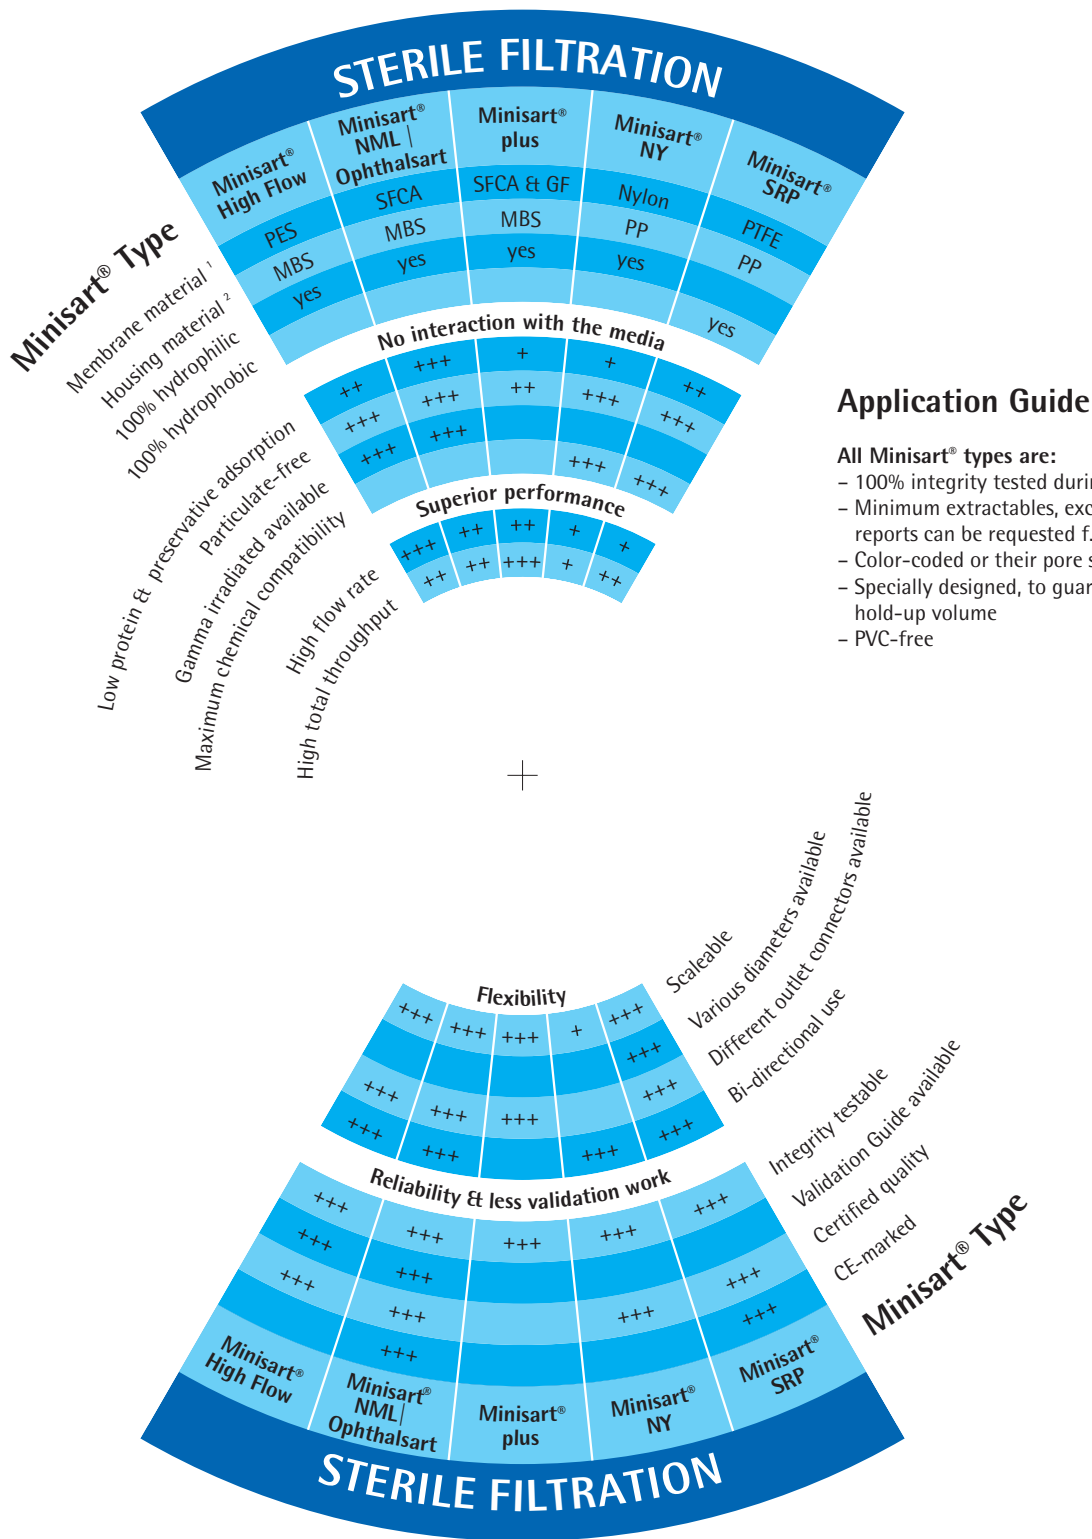 STERILE FILTRATION
Minisart® High Flow
Minisart® NML | Ophthalsart
Minisart® plus
Minisart® NY
Minisart® SRP
Minisart® Type
Membrane material ¹ PES SFCA SFCA & GF Nylon PTFE
Housing material ² MBS MBS MBS PP PP
100% hydrophilic yes yes yes yes
100% hydrophobic yes
No interaction with the media
Low protein & preservative adsorption ++ +++ + + ++
Particulate-free +++ +++ ++ +++ +++
Gamma irradiated available +++ +++
Maximum chemical compatibility +++ +++
Superior performance
High flow rate +++ ++ ++ + +
High total throughput ++ ++ +++ + ++
Application Guide
All Minisart® types are:
– 100% integrity tested durin
– Minimum extractables, exc
reports can be requested f.
– Color-coded or their pore s
– Specially designed, to guar
hold-up volume
– PVC-free
Flexibility
+++ +++ +++ + +++ Scaleable
+++ Various diameters available
+++ +++ +++ +++ Different outlet connectors available
+++ +++ +++ +++ Bi-directional use
Reliability & less validation work
+++ +++ +++ +++ +++ Integrity testable
+++ +++ Validation Guide available
+++ +++ +++ +++ Certified quality
+++ +++ CE-marked
Minisart® Type
Minisart® High Flow
Minisart® NML| Ophthalsart
Minisart® plus
Minisart® NY
Minisart® SRP
STERILE FILTRATION